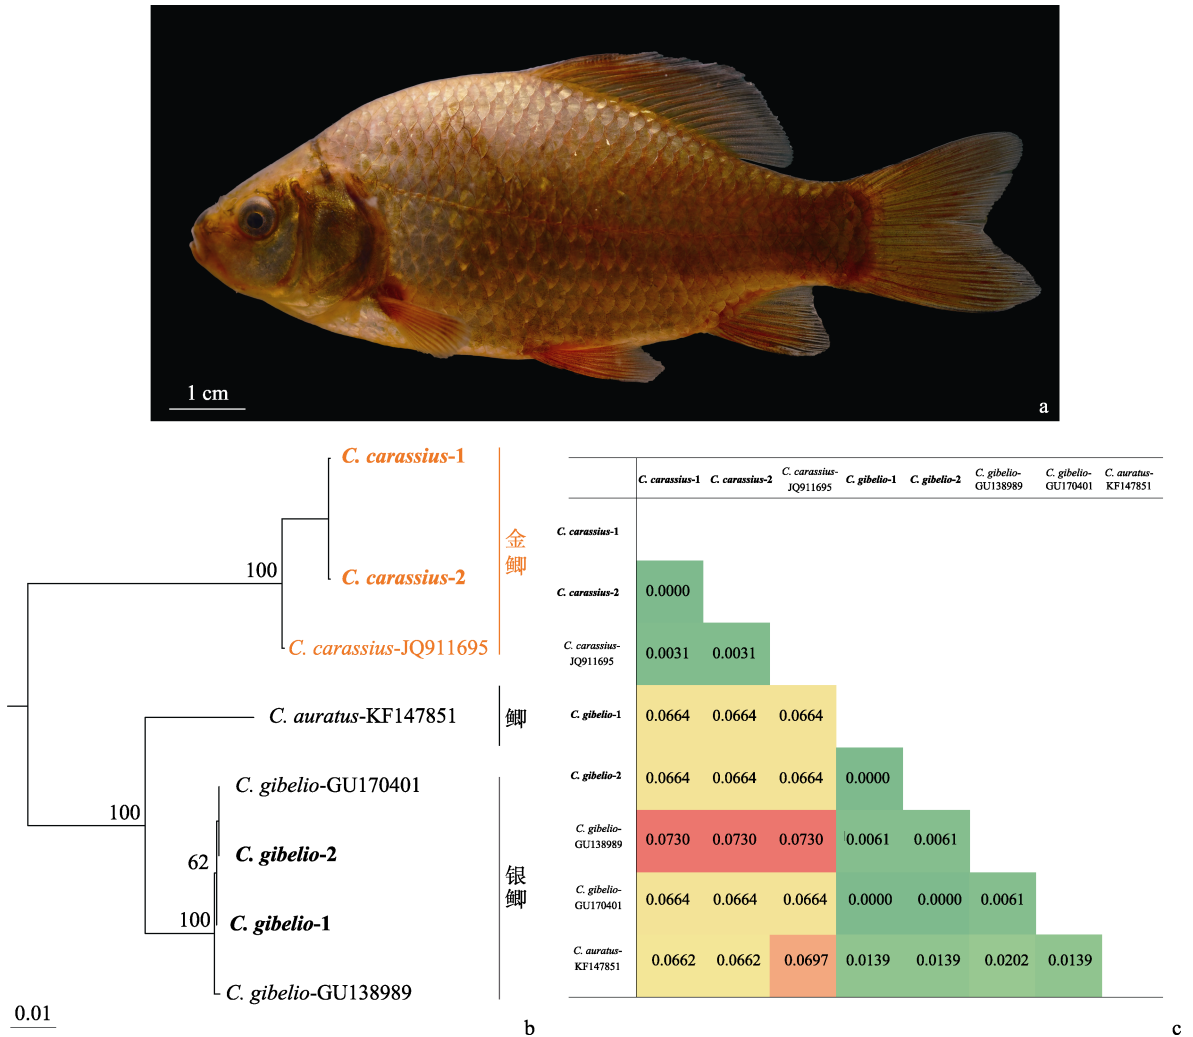 1 cm
a
C. carassius-1
100
C. carassius-2
金鲫
C. carassius-JQ911695
C. auratus-KF147851
鲫
C. gibelio-GU170401
100
C. gibelio-2
62
银鲫
100
C. gibelio-1
C. gibelio-GU138989
0.01
b
C. carassius-1 C. carassius-2 C. carassius-JQ911695 C. gibelio-1 C. gibelio-2 C. gibelio-GU138989 C. gibelio-GU170401 C. auratus-KF147851
C. carassius-1
C. carassius-2 0.0000
C. carassius-JQ911695 0.0031 0.0031
C. gibelio-1 0.0664 0.0664 0.0664
C. gibelio-2 0.0664 0.0664 0.0664 0.0000
C. gibelio-GU138989 0.0730 0.0730 0.0730 0.0061 0.0061
C. gibelio-GU170401 0.0664 0.0664 0.0664 0.0000 0.0000 0.0061
C. auratus-KF147851 0.0662 0.0662 0.0697 0.0139 0.0139 0.0202 0.0139
c